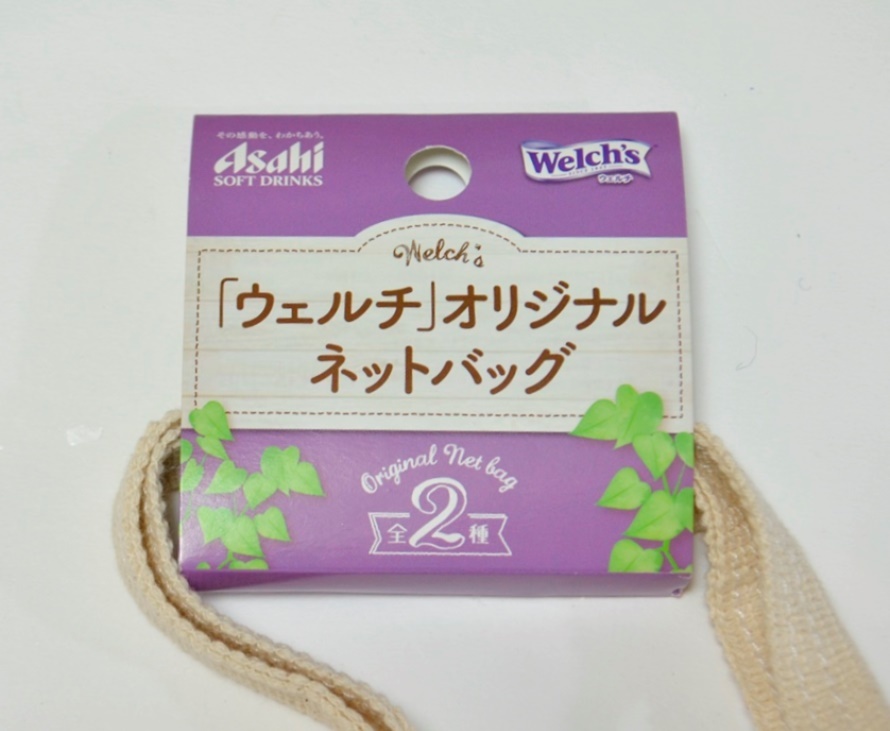 その感動を、わかちあう。
Asahi
SOFT DRINKS
Welch's
ウェルチ
Welch's
「ウェルチ」オリジナル
ネットバッグ
Original Net bag
全2種